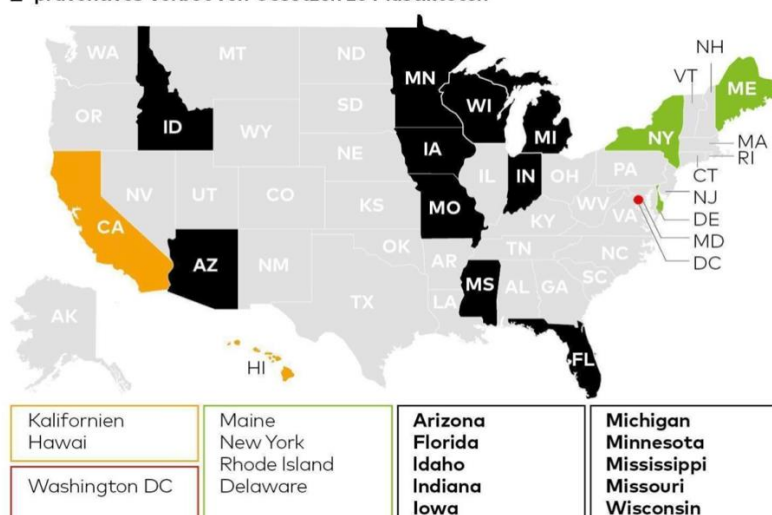 WA
MT
ND
MN
NH
VT
ME
OR
ID
SD
WI
WY
MI
NY
MA
RI
IA
NE
PA
CT
NV
UT
IL
IN
OH
NJ
CO
DE
CA
KS
MO
WV
VA
MD
KY
DC
AZ
NM
OK
TN
NC
AR
SC
MS
AL
GA
TX
LA
AK
HI
FL
Kalifornien
Hawai
Washington DC
Maine
New York
Rhode Island
Delaware
Arizona
Florida
Idaho
Indiana
Iowa
Michigan
Minnesota
Mississippi
Missouri
Wisconsin